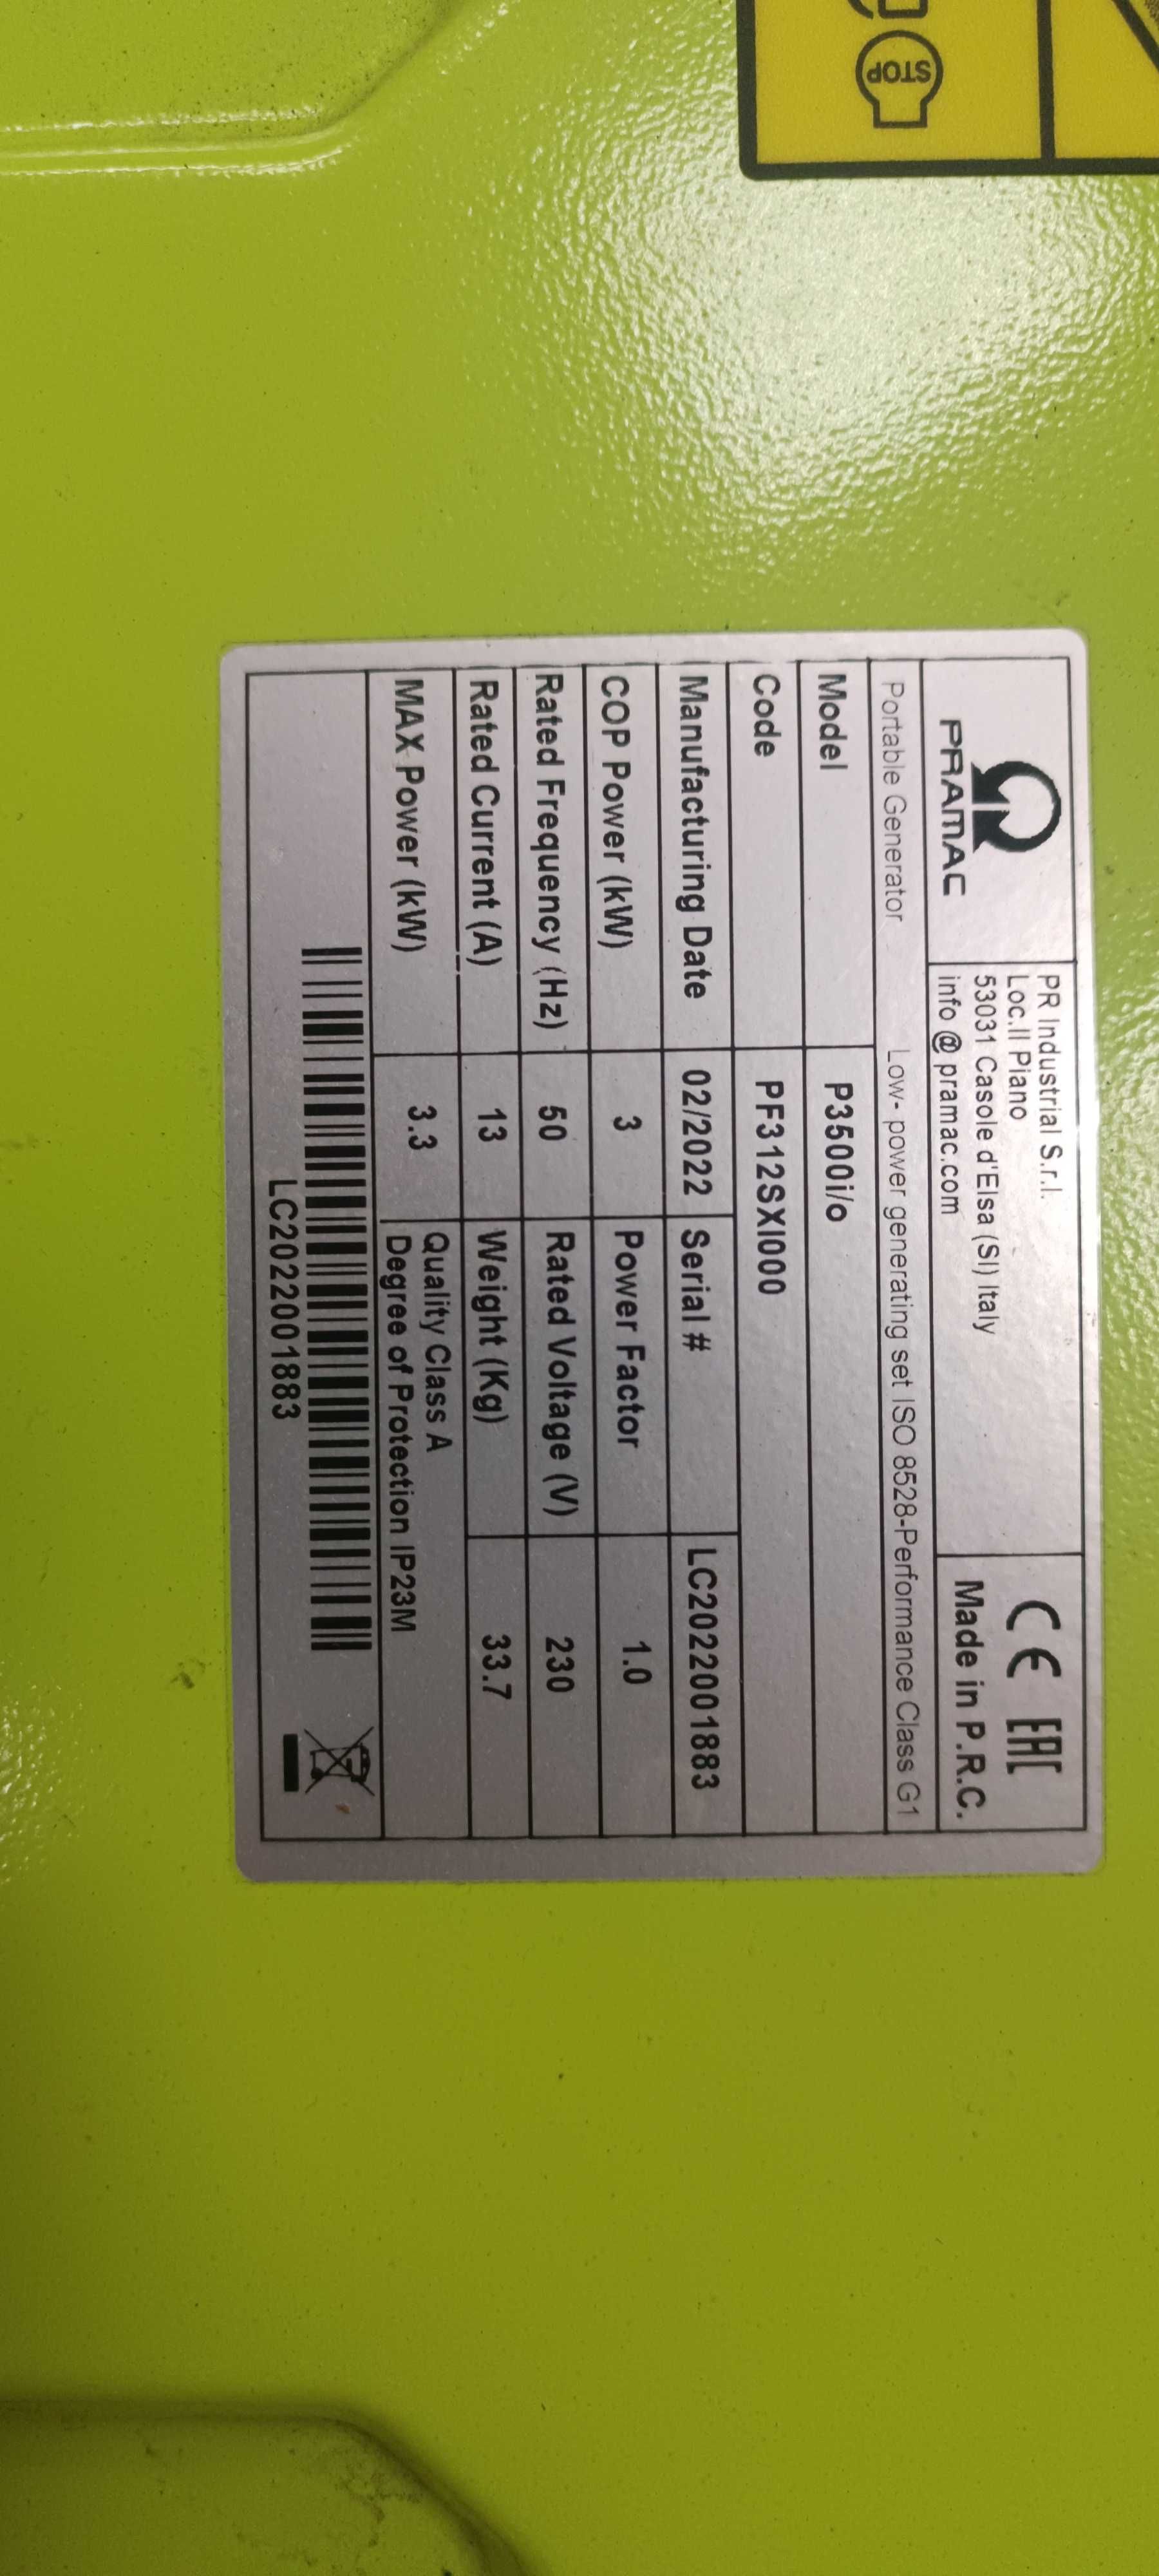 STOP
PRAMAC
PR Industrial S.r.l.
Loc.Il Piano
53031 Casole d'Elsa (SI) Italy
info @ pramac.com
CE EAC
Made in P.R.C.
Portable Generator Low- power generating set ISO 8528-Performance Class G1
Model P3500i/o
Code PF312SXI000
Manufacturing Date 02/2022 Serial # LC2022001883
COP Power (kW) 3 Power Factor 1.0
Rated Frequency (Hz) 50 Rated Voltage (V) 230
Rated Current (A) 13 Weight (Kg) 33.7
MAX Power (kW) 3.3 Quality Class A
Degree of Protection IP23M
LC2022001883